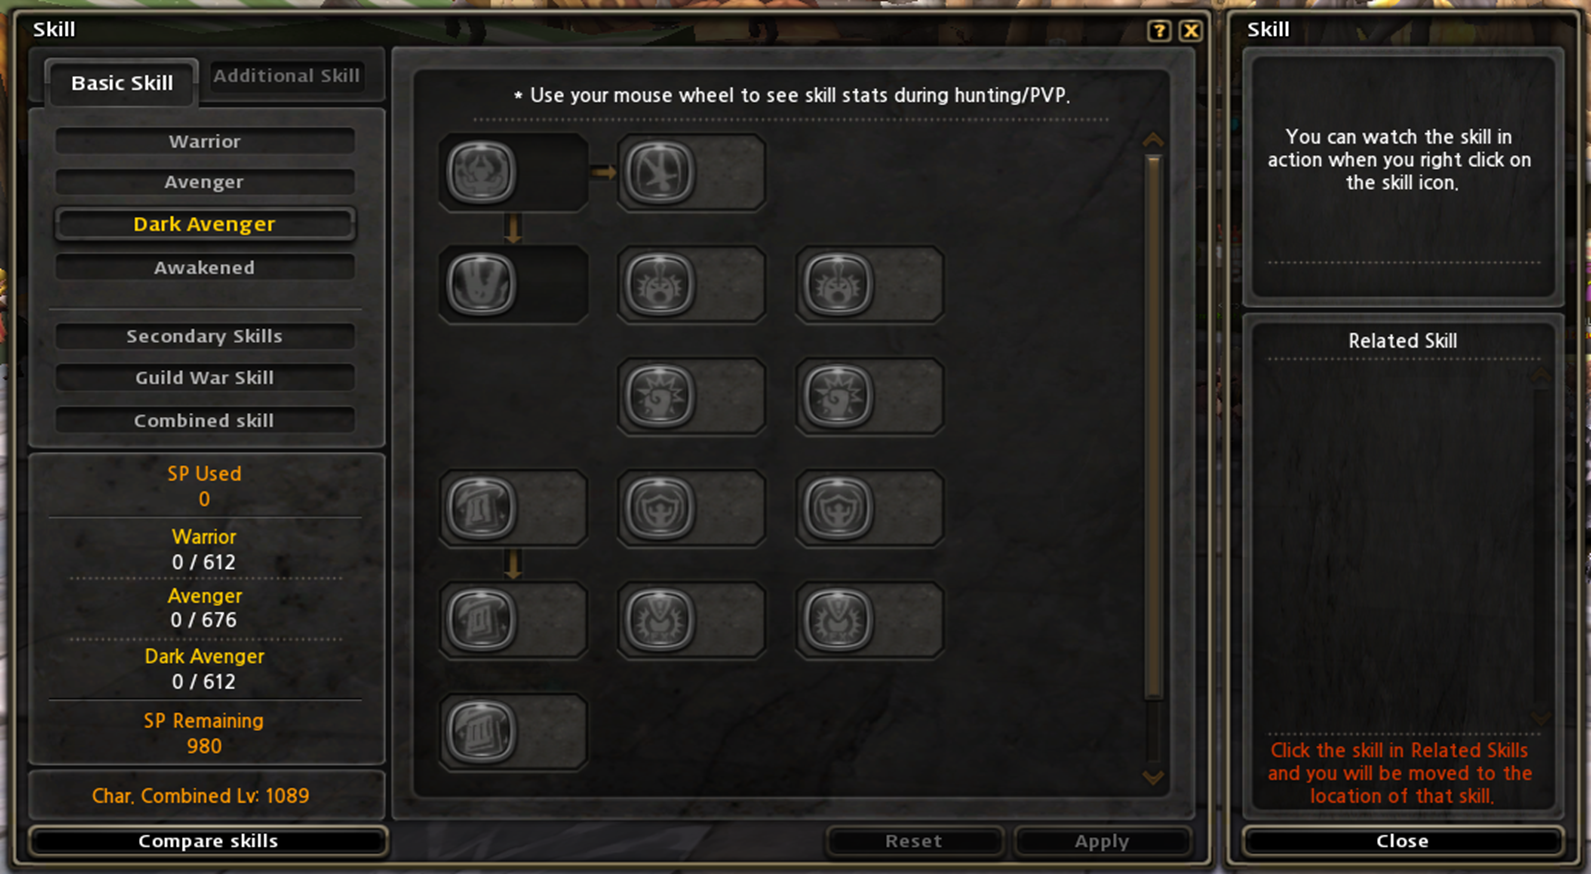 Skill
Basic Skill
Additional Skill
Warrior
Avenger
Dark Avenger
Awakened
Secondary Skills
Guild War Skill
Combined skill
SP Used
0
Warrior
0 / 612
Avenger
0 / 676
Dark Avenger
0 / 612
SP Remaining
980
Char. Combined Lv: 1089
Compare skills
? X
* Use your mouse wheel to see skill stats during hunting/PVP.
Reset
Apply
Skill
You can watch the skill in
action when you right click on
the skill icon.
Related Skill
Click the skill in Related Skills
and you will be moved to the
location of that skill.
Close